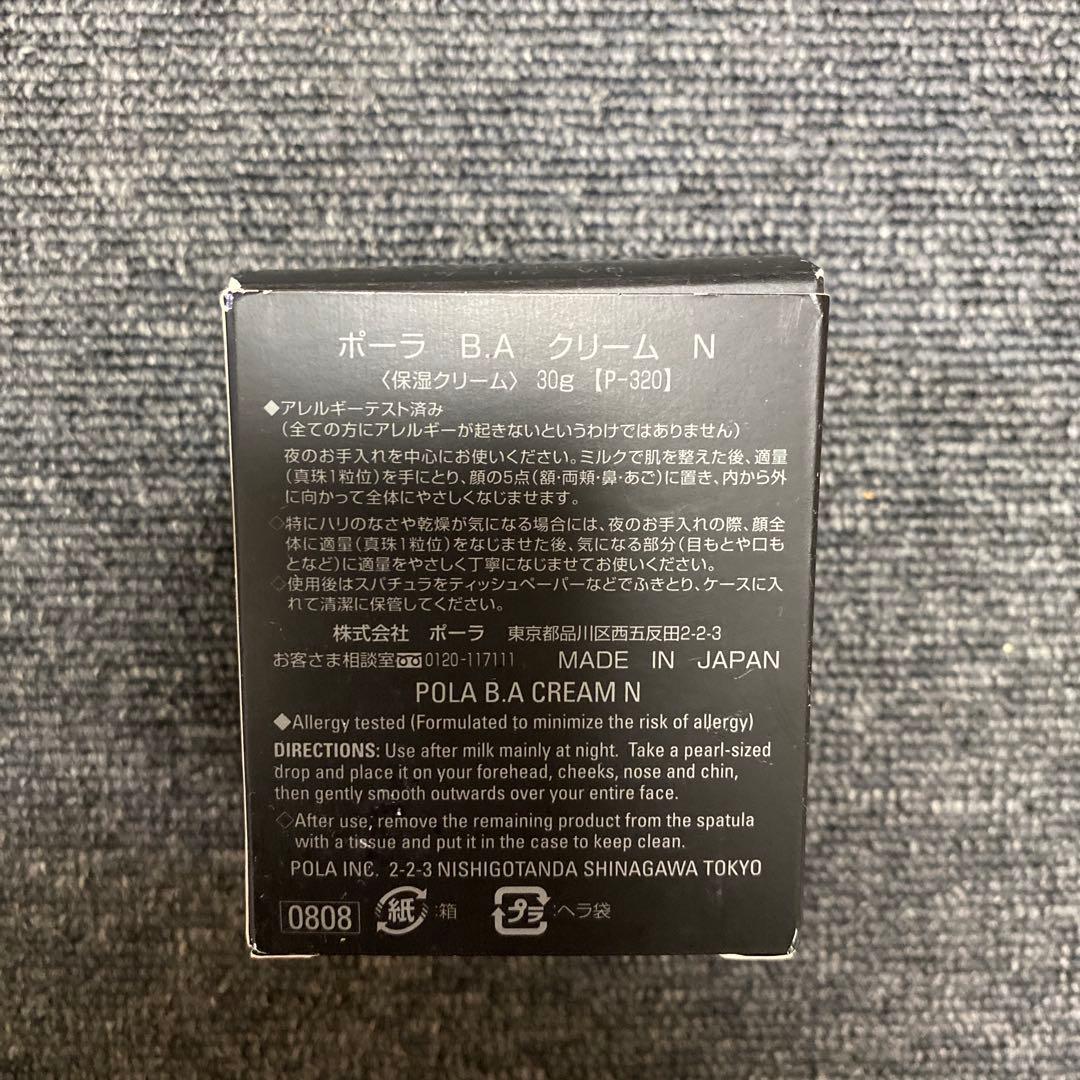 ポーラ B.A クリーム N
〈保湿クリーム〉 30g 【P-320】
◆アレルギーテスト済み
(全ての方にアレルギーが起きないというわけではありません)
夜のお手入れを中心にお使いください。ミルクで肌を整えた後、適量
(真珠1粒位)を手にとり、顔の5点(額・両頬・鼻・あご)に置き、内から外
に向かって全体にやさしくなじませます。
◇特にハリのなさや乾燥が気になる場合には、夜のお手入れの際、顔全
体に適量(真珠1粒位)をなじませた後、気になる部分(目もとや口も
となど)に適量をやさしく丁寧になじませてお使いください。
◇使用後はスパチュラをティッシュペーパーなどでふきとり、ケースに入
れて清潔に保管してください。
株式会社 ポーラ 東京都品川区西五反田2-2-3
お客さま相談室 0120-117111 MADE IN JAPAN
POLA B.A CREAM N
◆Allergy tested (Formulated to minimize the risk of allergy)
DIRECTIONS: Use after milk mainly at night. Take a pearl-sized
drop and place it on your forehead, cheeks, nose and chin,
then gently smooth outwards over your entire face.
◇After use, remove the remaining product from the spatula
with a tissue and put it in the case to keep clean.
POLA INC. 2-2-3 NISHIGOTANDA SHINAGAWA TOKYO
0808 紙:箱 プラ:ヘラ袋